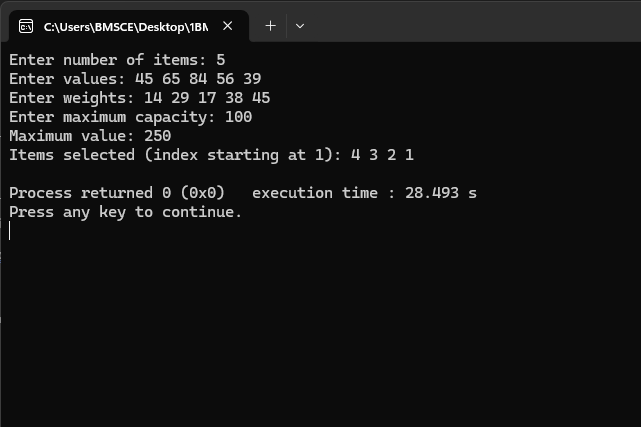 C:\Users\BMSCE\Desktop\1BM
Enter number of items: 5
Enter values: 45 65 84 56 39
Enter weights: 14 29 17 38 45
Enter maximum capacity: 100
Maximum value: 250
Items selected (index starting at 1): 4 3 2 1
Process returned 0 (0x0)   execution time : 28.493 s
Press any key to continue.